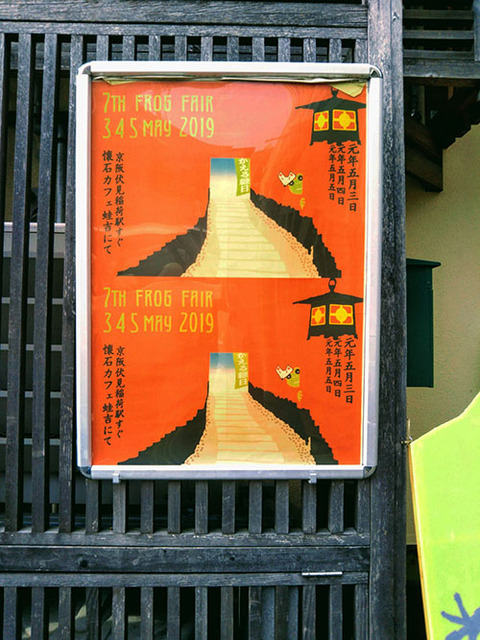 7TH FROG FAIR
3 4 5 MAY 2019
元年五月三日
元年五月四日
元年五月五日
かえる縁日
京阪伏見稲荷駅すぐ
懐石カフェ蛙吉にて
7TH FROG FAIR
3 4 5 MAY 2019
元年五月三日
元年五月四日
元年五月五日
かえる縁日
京阪伏見稲荷駅すぐ
懐石カフェ蛙吉にて